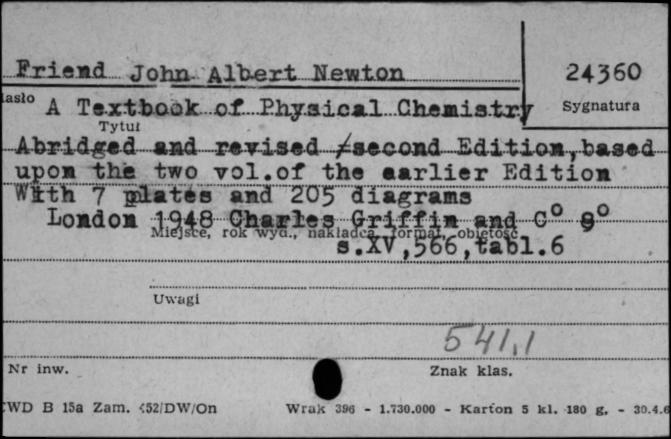 Friend John Albert Newton
24360
asło
A Textbook of Physical Chemistry
Sygnatura
Tytuł
Abridged and revised /second Edition,based
upon the two vol.of the earlier Edition
With 7 plates and 205 diagrams
London 1948 Charles Griffin and C° 8°
Miejsce, rok wyd., nakładca, format, objętość
s.XV,566,tabl.6
Uwagi
541.1
Nr inw.
Znak klas.
WD B 15a Zam. 52/DW/On
Wrak 396 - 1.730.000 - Karton 5 kl. 180 g. - 30.4.